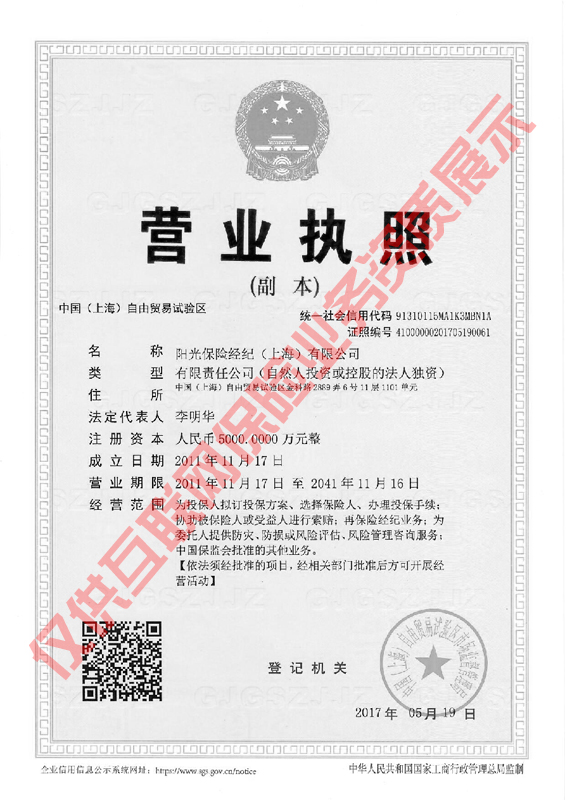 营业执照
(副 本)
中国（上海）自由贸易试验区
统一社会信用代码 91310115MA1K3MBN1A
证照编号 41000000201705190061
名 称 阳光保险经纪（上海）有限公司
类 型 有限责任公司（自然人投资或控股的法人独资）
住 所 中国（上海）自由贸易试验区金科路2889弄6号11层1101单元
法定代表人 李明华
注册资本 人民币5000.0000万元整
成立日期 2011年11月17日
营业期限 2011年11月17日 至 2041年11月16日
经营范围 为投保人拟订投保方案、选择保险人、办理投保手续；
协助被保险人或受益人进行索赔；再保险经纪业务；为
委托人提供防灾、防损或风险评估、风险管理咨询服务；
中国保监会批准的其他业务。
【依法须经批准的项目，经相关部门批准后方可开展经
营活动】
登记机关
2017年 05月 19日
企业信用信息公示系统网址：https://www.sgs.gov.cn/notice
中华人民共和国国家工商行政管理总局监制
仅供互联网保险业务资质展示